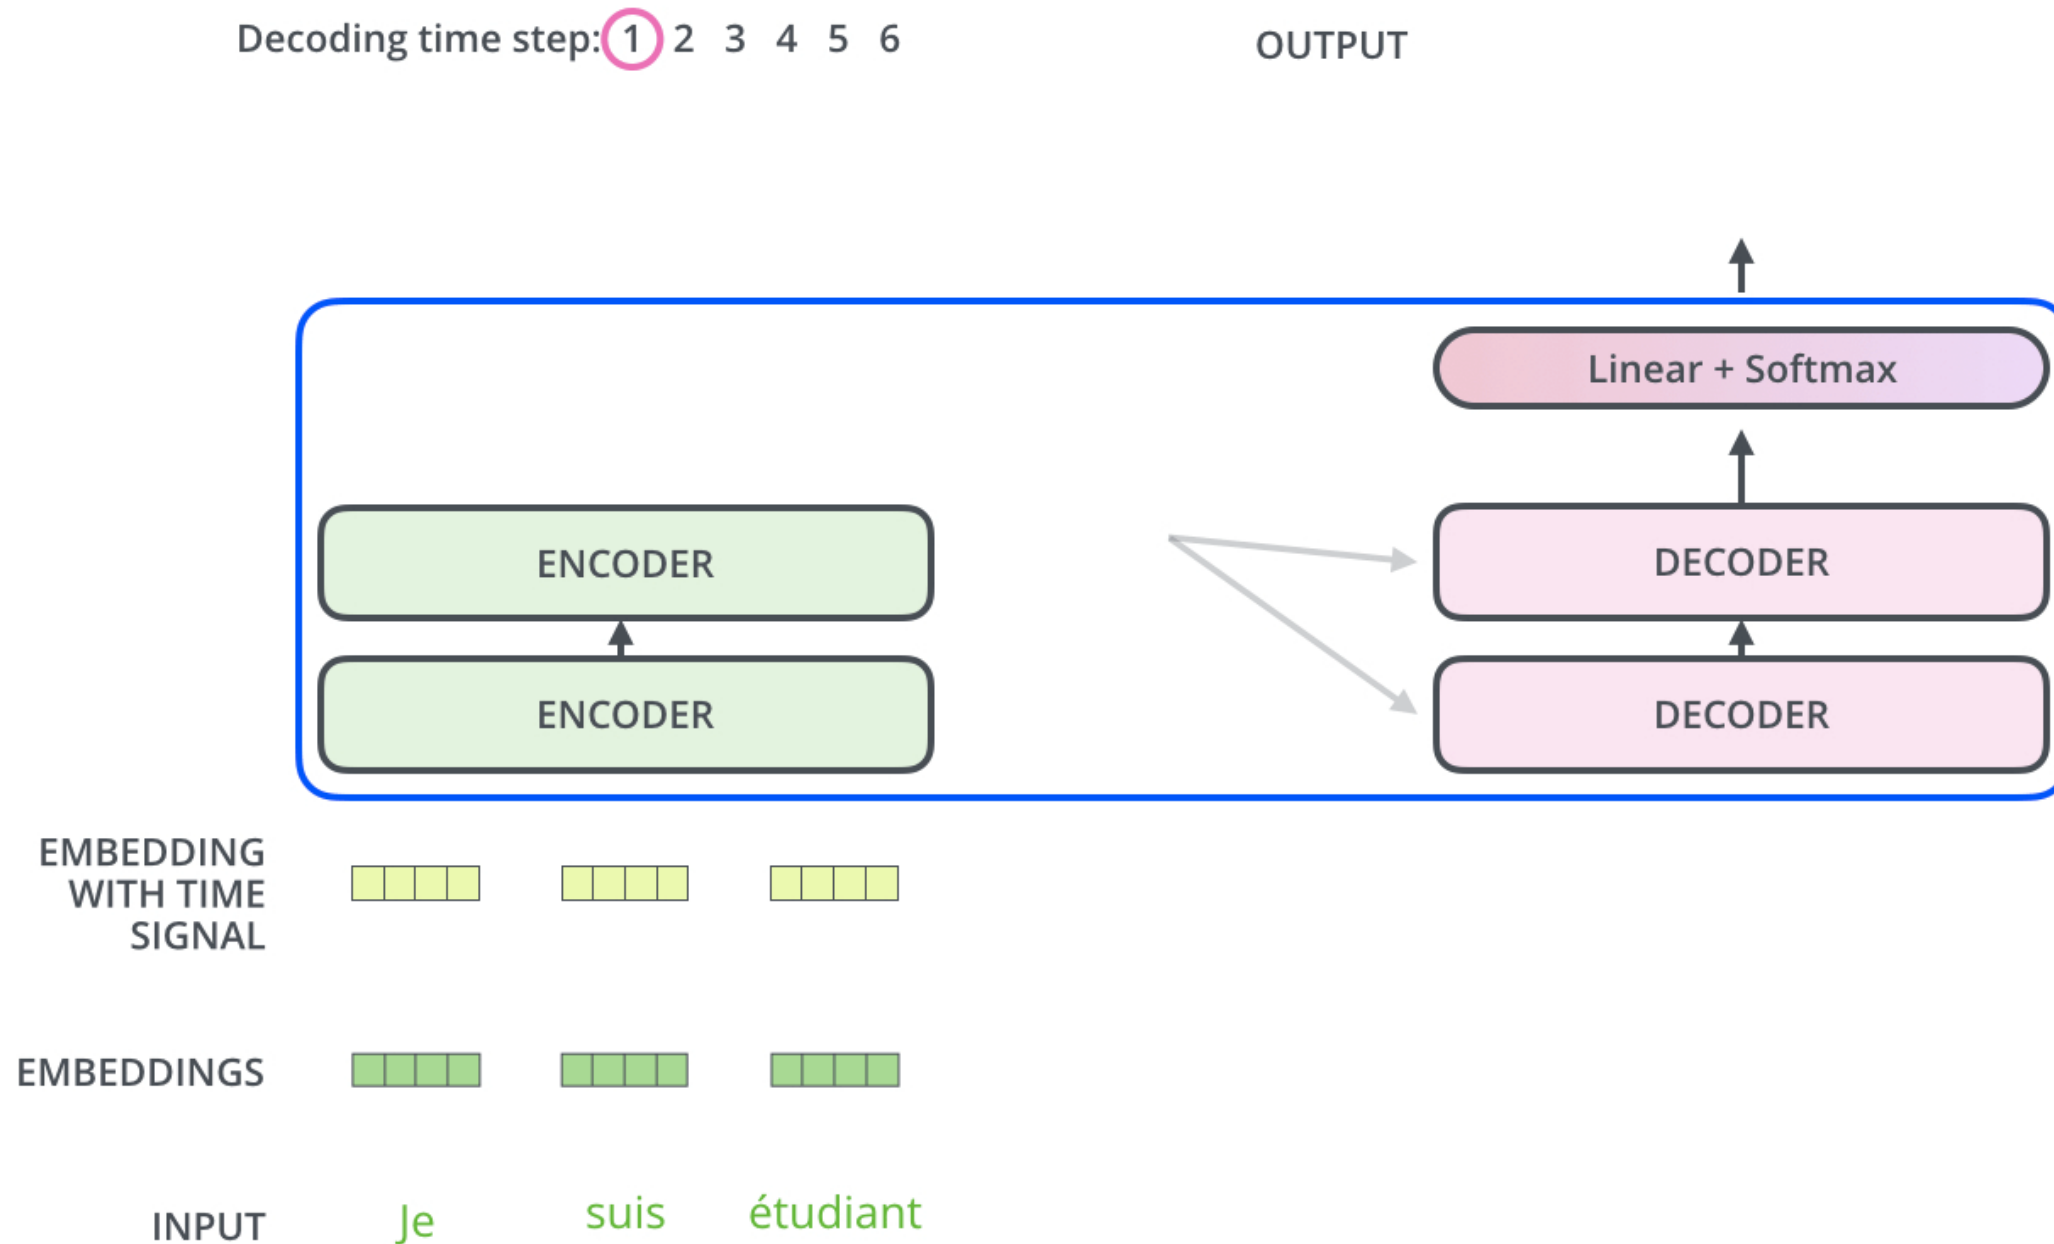 Decoding time step: 1 2 3 4 5 6
OUTPUT
Linear + Softmax
ENCODER
DECODER
ENCODER
DECODER
EMBEDDING
WITH TIME
SIGNAL
EMBEDDINGS
INPUT
Je suis étudiant